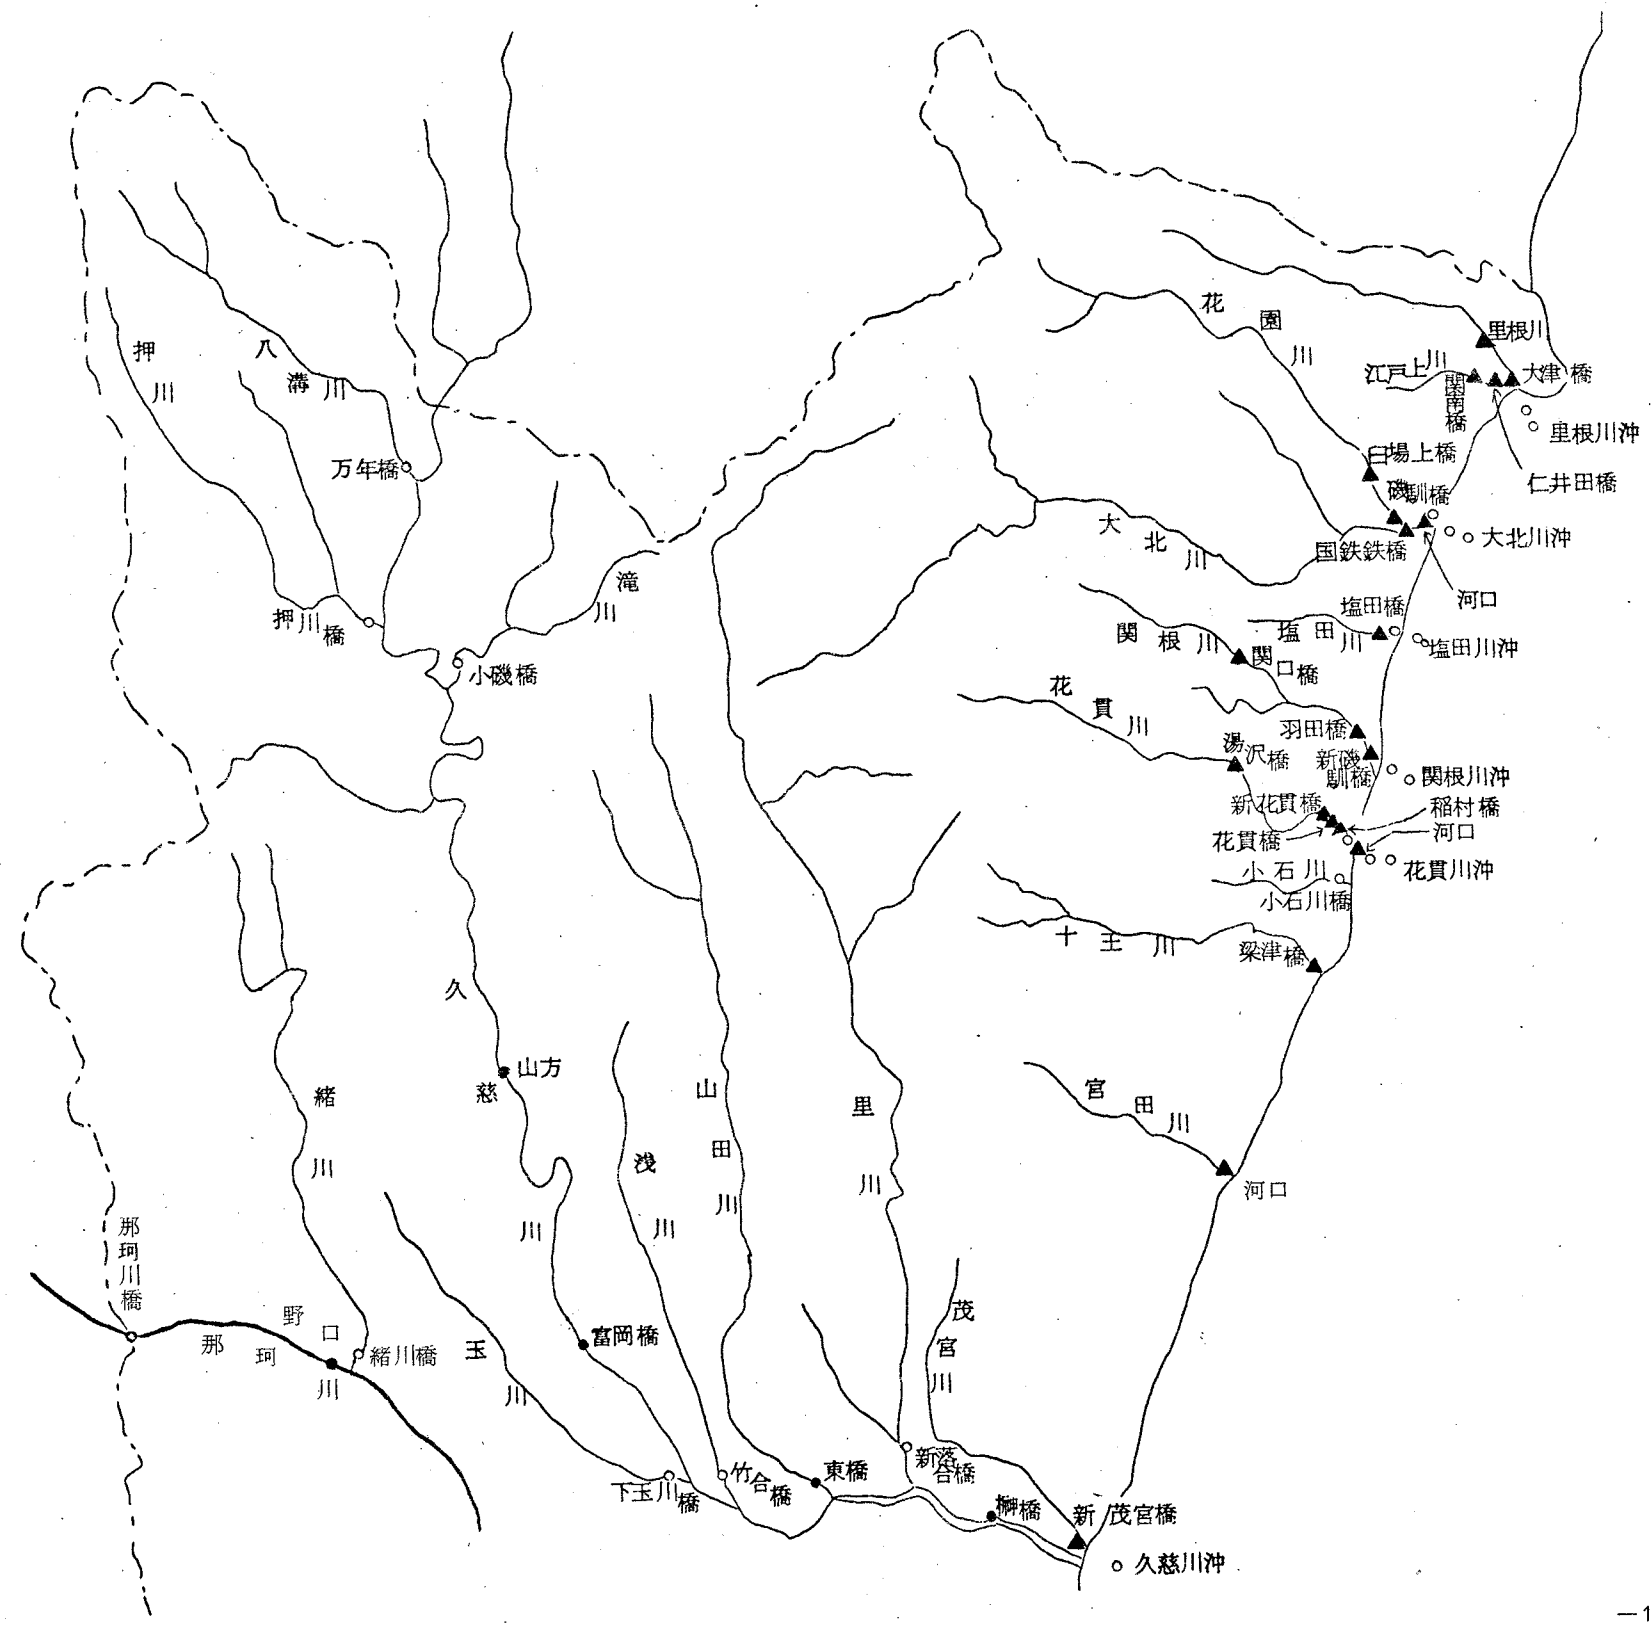 花園川
里根川
押川
八溝川
江戸上川
関南橋
大津橋
里根川沖
臼場上橋
万年橋
仁井田橋
磯馴橋
大北川
国鉄鉄橋
大北川沖
滝川
河口
塩田橋
押川橋
関根川
塩田川
塩田川沖
関口橋
小磯橋
花貫川
羽田橋
湯沢橋
新磯馴橋
関根川沖
新花貫橋
稲村橋
花貫橋
河口
小石川
花貫川沖
小石川橋
十王川
梁津橋
久慈川
山方
緒川
山田川
里川
宮田川
浅川
河口
那珂川橋
茂宮川
野口
那珂川
緒川橋
玉川
富岡橋
新落合橋
東橋
竹合橋
下玉川橋
榊橋
新茂宮橋
久慈川沖
—1